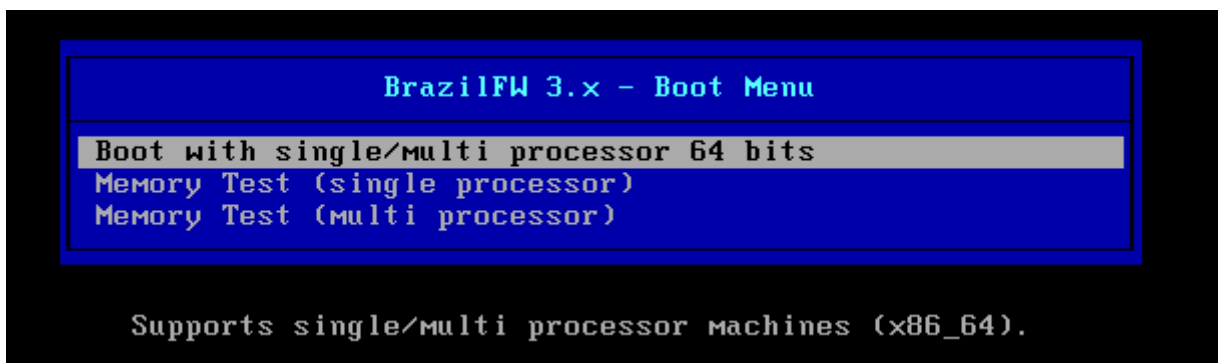 BrazilFW 3.x - Boot Menu
Boot with single/multi processor 64 bits
Memory Test (single processor)
Memory Test (multi processor)
Supports single/multi processor machines (x86_64).